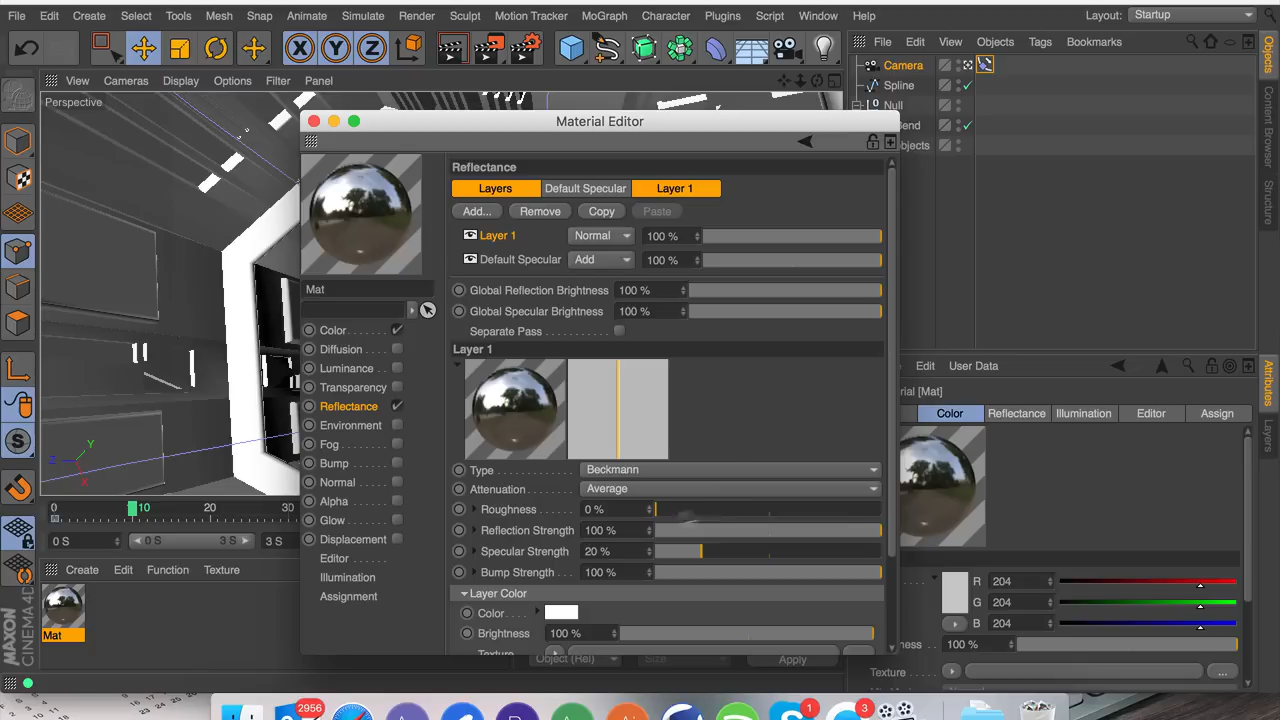 File Edit Create Select Tools Mesh Snap Animate Simulate Render Sculpt Motion Tracker MoGraph Character Plugins Script Window Help Layout: Startup
X Y Z
File Edit View Objects Tags Bookmarks
View Cameras Display Options Filter Panel
Perspective
Camera
Spline
Null
Bend
Objects
Objects
Content Browser
Structure
Material Editor
Reflectance
Layers Default Specular Layer 1
Add... Remove Copy Paste
Layer 1 Normal 100 %
Default Specular Add 100 %
Mat
Global Reflection Brightness 100 %
Global Specular Brightness 100 %
Separate Pass
Layer 1
Color
Diffusion
Luminance
Transparency
Reflectance
Environment
Fog
Bump
Normal
Alpha
Glow
Displacement
Editor
Illumination
Assignment
Type Beckmann
Attenuation Average
Roughness 0 %
Reflection Strength 100 %
Specular Strength 20 %
Bump Strength 100 %
Layer Color
Color
Brightness 100 %
Texture
Y
Z
X
0 10 20 30
0 S 0 S 3 S 3 S
Create Edit Function Texture
Mat
MAXON
CINEMA 4D
Object (Rel) Size Apply
Edit User Data
Material [Mat]
Color Reflectance Illumination Editor Assign
Attributes
Layers
R 204
G 204
B 204
100 %
Texture
...
2956
1
3